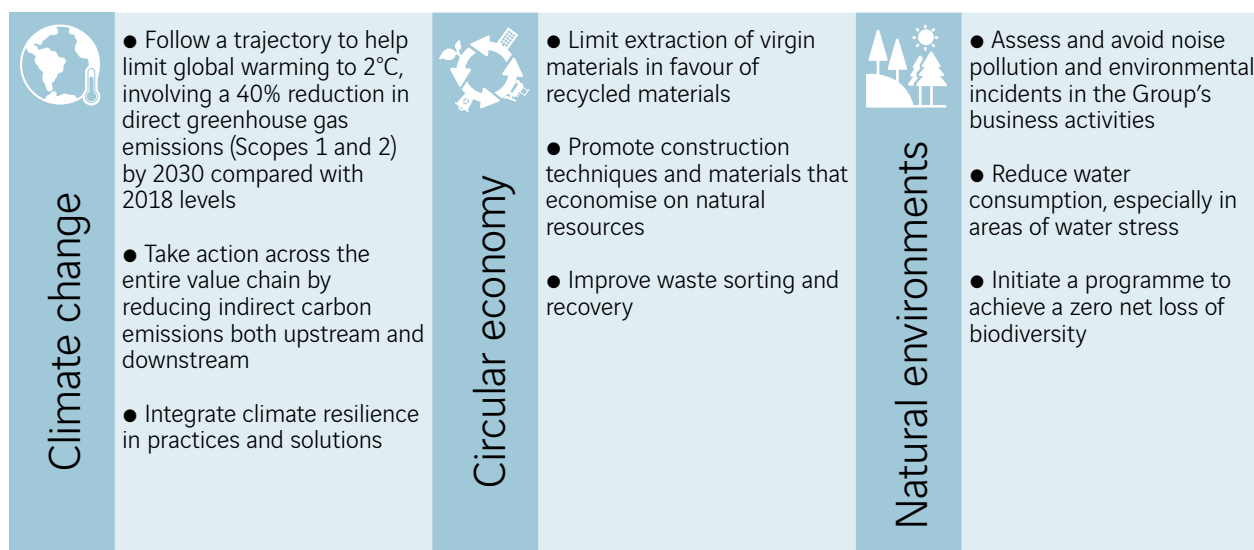 Climate change
● Follow a trajectory to help
limit global warming to 2°C,
involving a 40% reduction in
direct greenhouse gas
emissions (Scopes 1 and 2)
by 2030 compared with
2018 levels
● Take action across the
entire value chain by
reducing indirect carbon
emissions both upstream and
downstream
● Integrate climate resilience
in practices and solutions
Circular economy
● Limit extraction of virgin
materials in favour of
recycled materials
● Promote construction
techniques and materials that
economise on natural
resources
● Improve waste sorting and
recovery
Natural environments
● Assess and avoid noise
pollution and environmental
incidents in the Group’s
business activities
● Reduce water
consumption, especially in
areas of water stress
● Initiate a programme to
achieve a zero net loss of
biodiversity